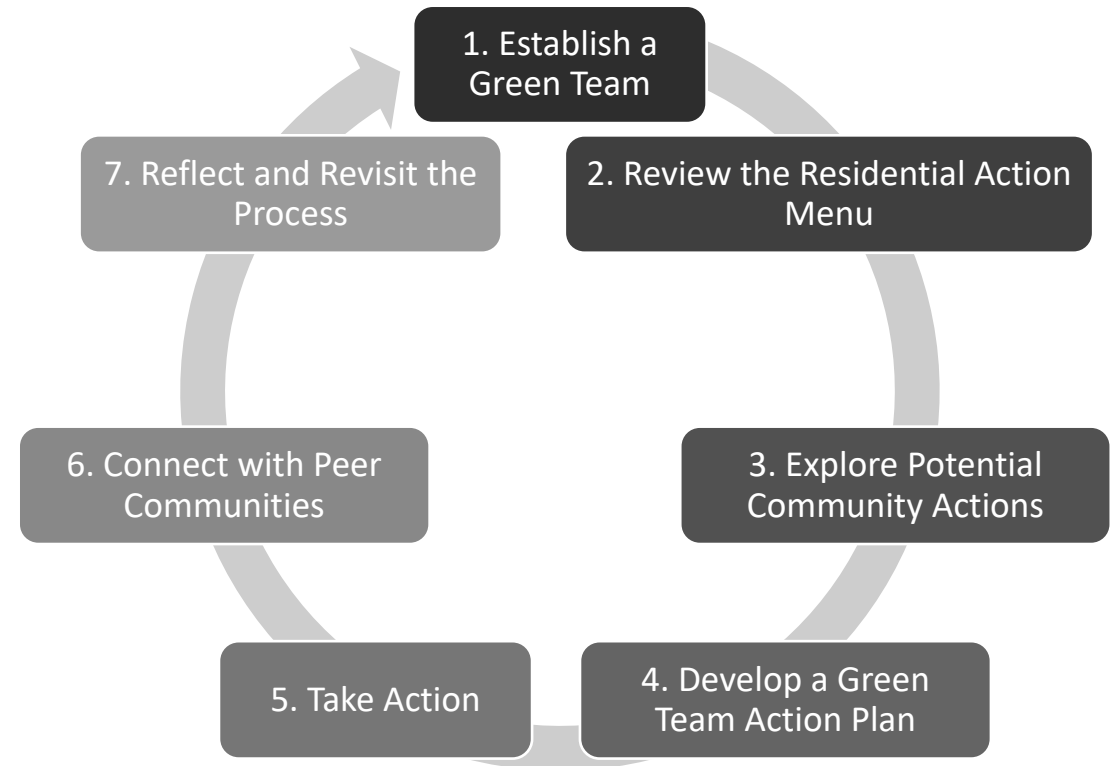 1. Establish a
Green Team
2. Review the Residential Action
Menu
3. Explore Potential
Community Actions
4. Develop a Green
Team Action Plan
5. Take Action
6. Connect with Peer
Communities
7. Reflect and Revisit the
Process